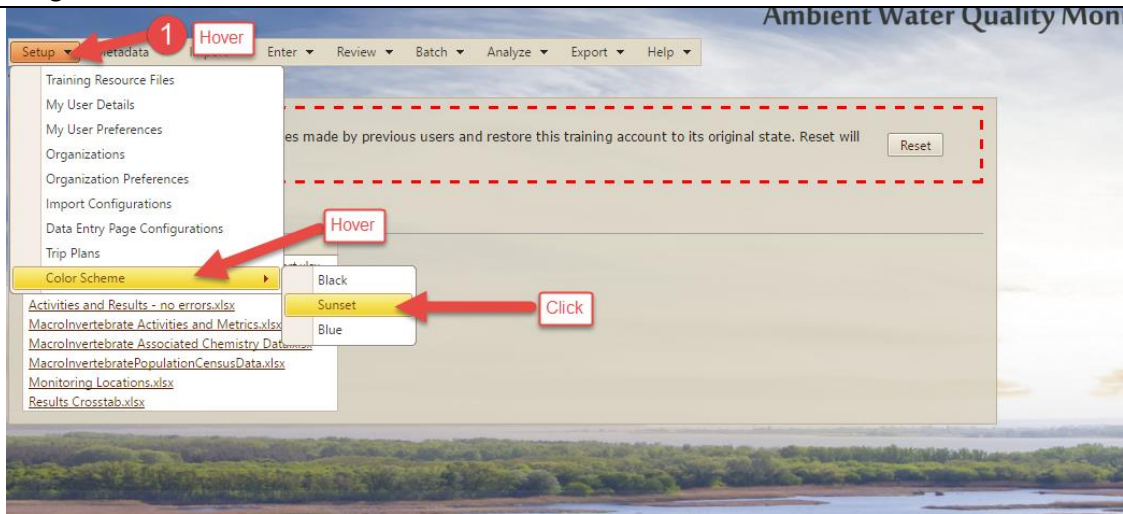 Ambient Water Quality Moni
1
Hover
Setup
Enter Review Batch Analyze Export Help
Training Resource Files
My User Details
My User Preferences
es made by previous users and restore this training account to its original state. Reset will
Reset
Organizations
Organization Preferences
Import Configurations
Data Entry Page Configurations
Hover
Trip Plans
Color Scheme
Black
Activities and Results - no errors.xlsx
Sunset
Click
MacroInvertebrate Activities and Metrics.xlsx
Blue
MacroInvertebrate Associated Chemistry
MacroInvertebratePopulationCensusData.xlsx
Monitoring Locations.xlsx
Results Crosstab.xlsx